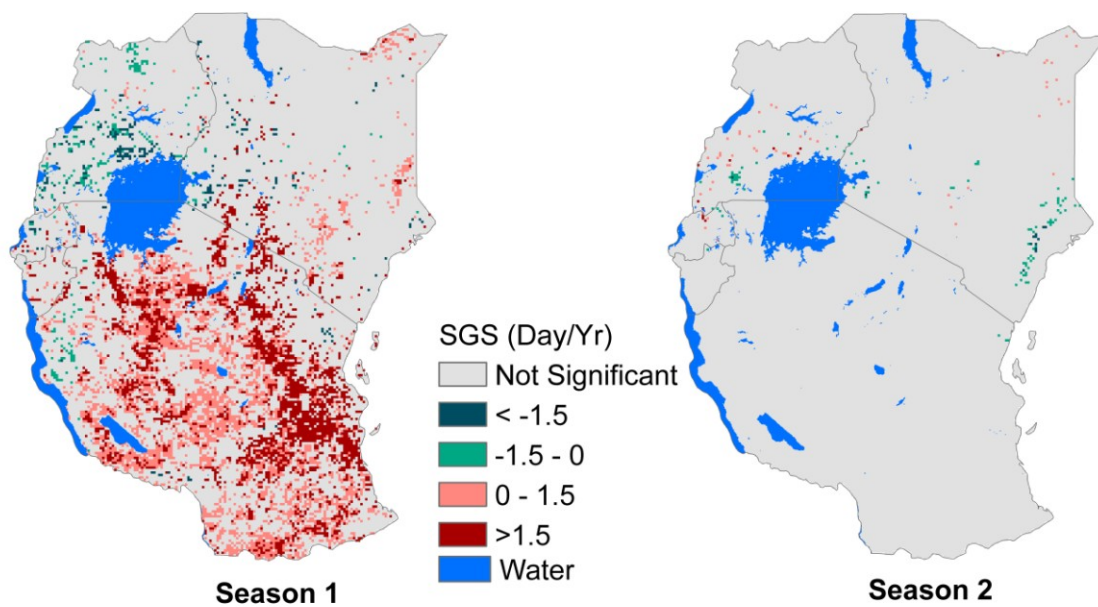 SGS (Day/Yr)
Not Significant
< -1.5
-1.5 - 0
0 - 1.5
>1.5
Water
Season 1
Season 2